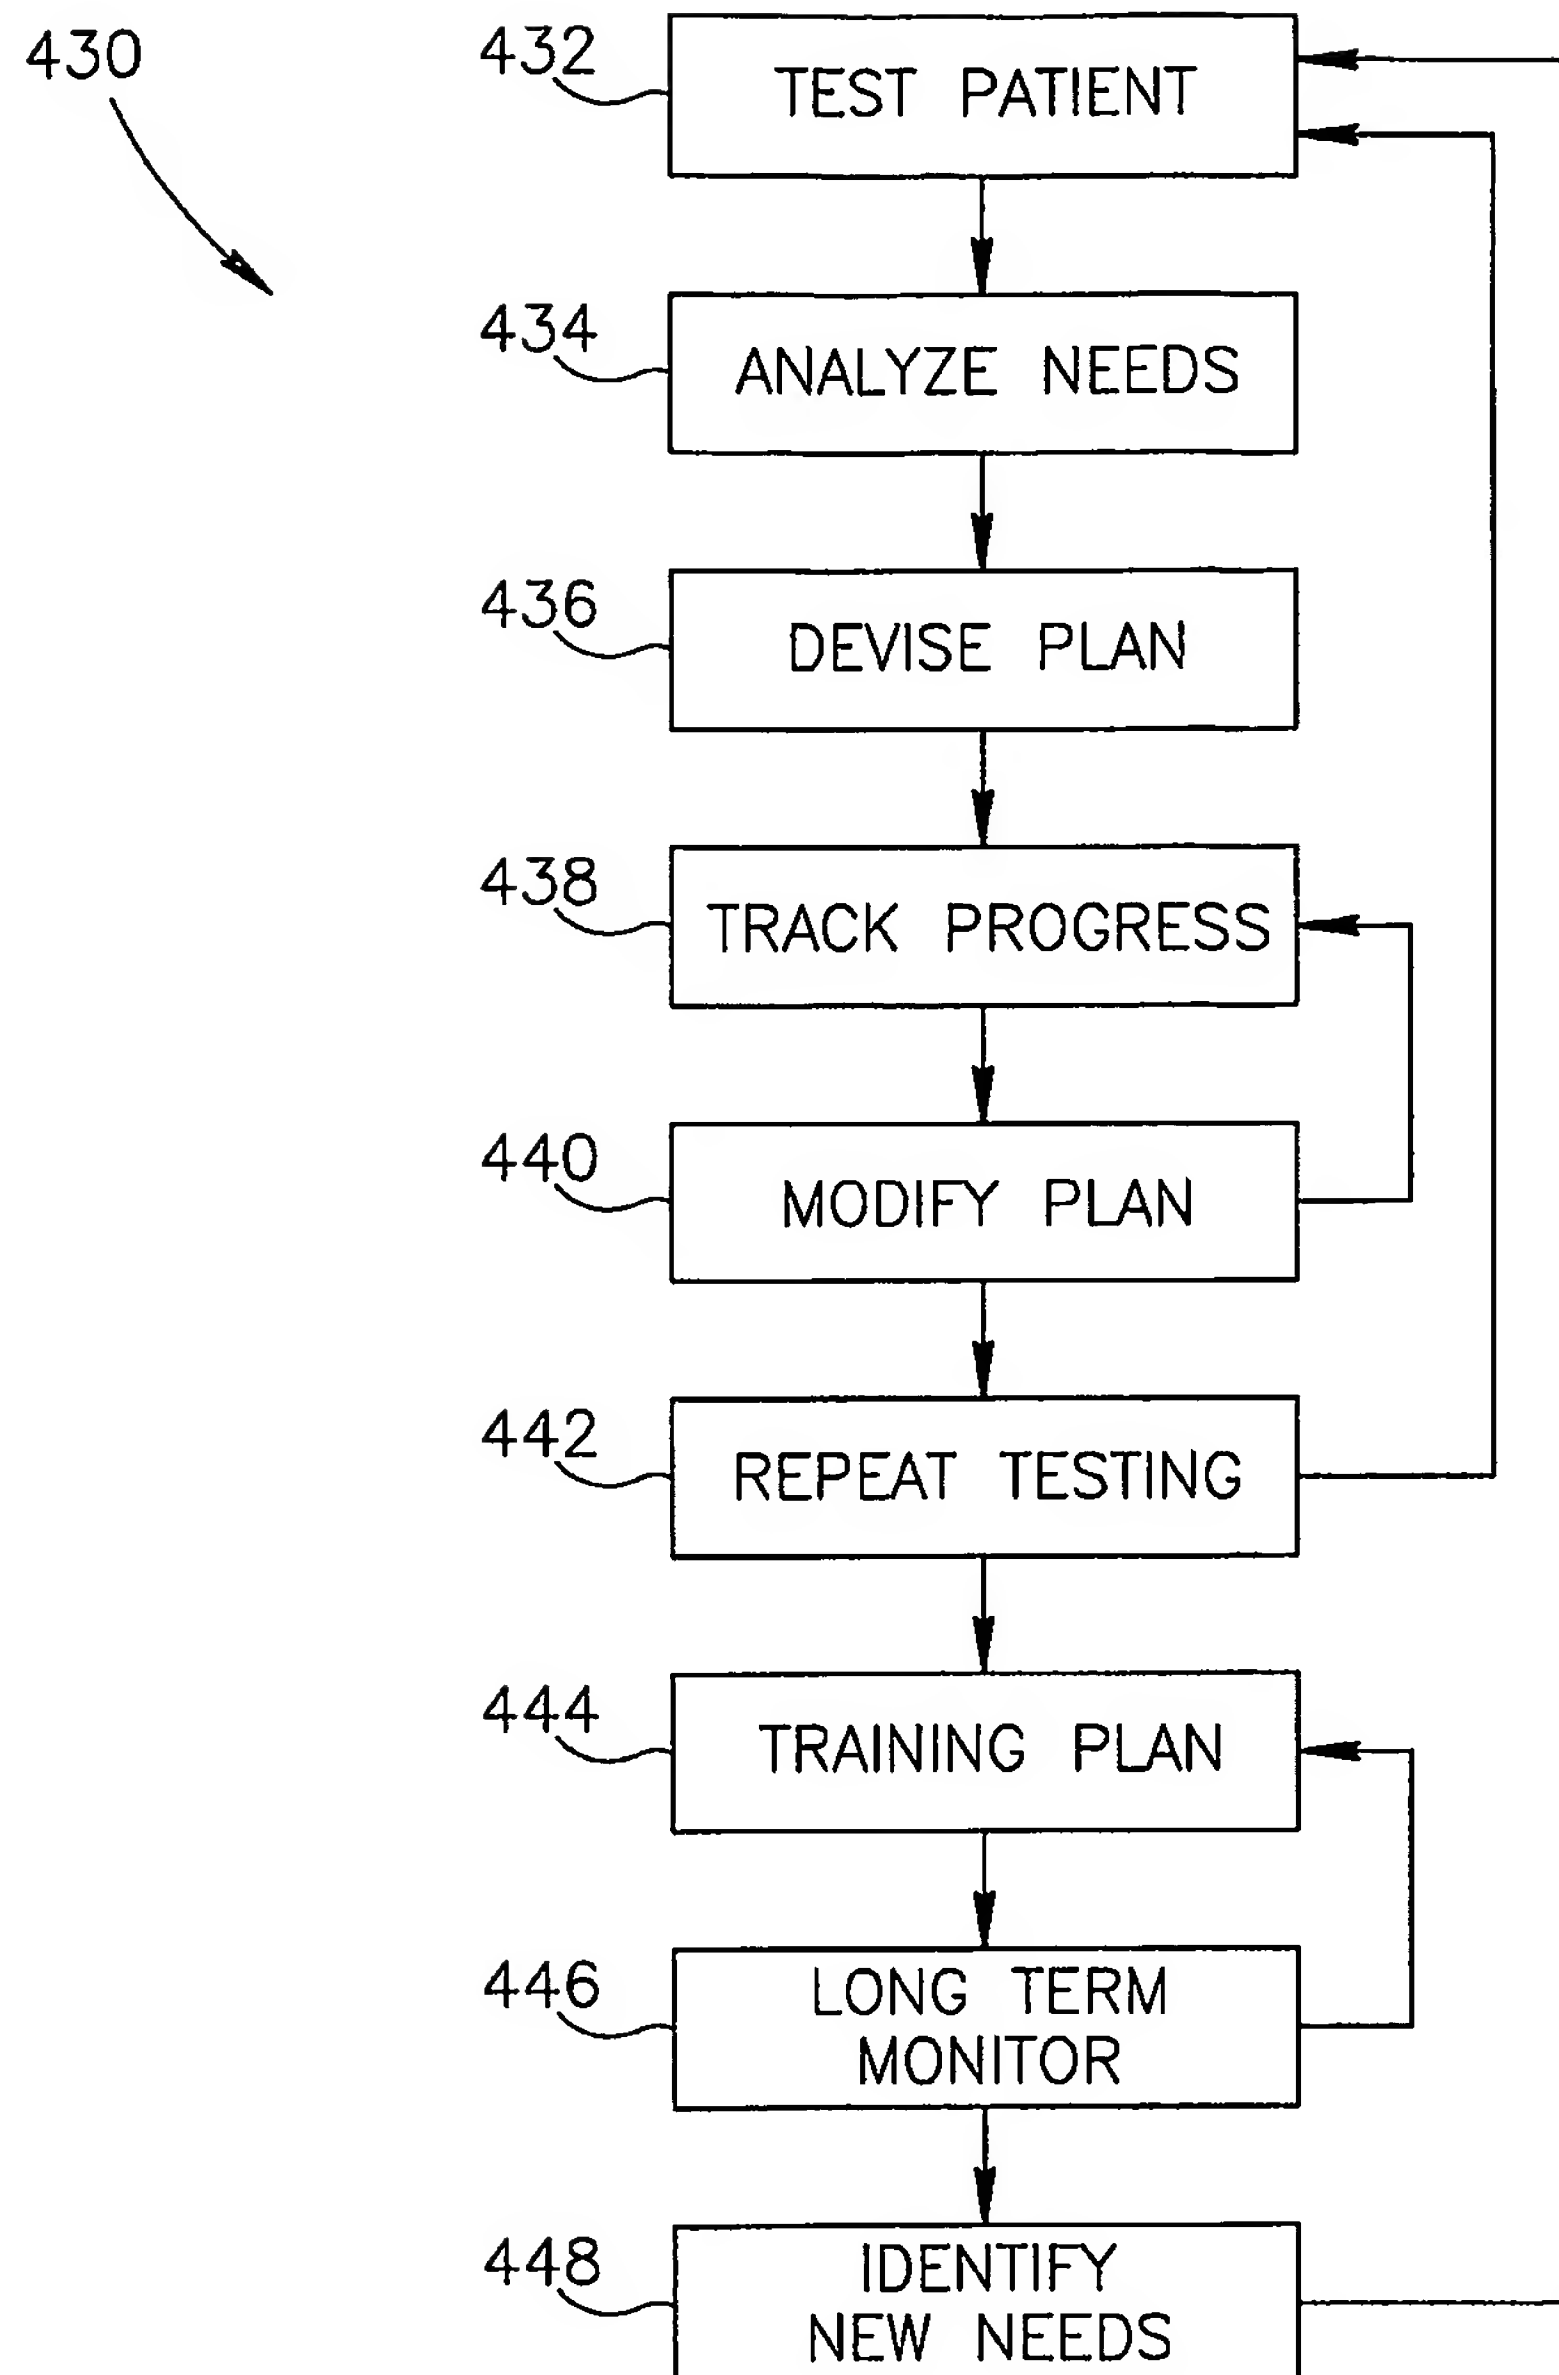 430
432
TEST PATIENT
434
ANALYZE NEEDS
436
DEVISE PLAN
438
TRACK PROGRESS
440
MODIFY PLAN
442
REPEAT TESTING
444
TRAINING PLAN
446
LONG TERM
MONITOR
448
IDENTIFY
NEW NEEDS